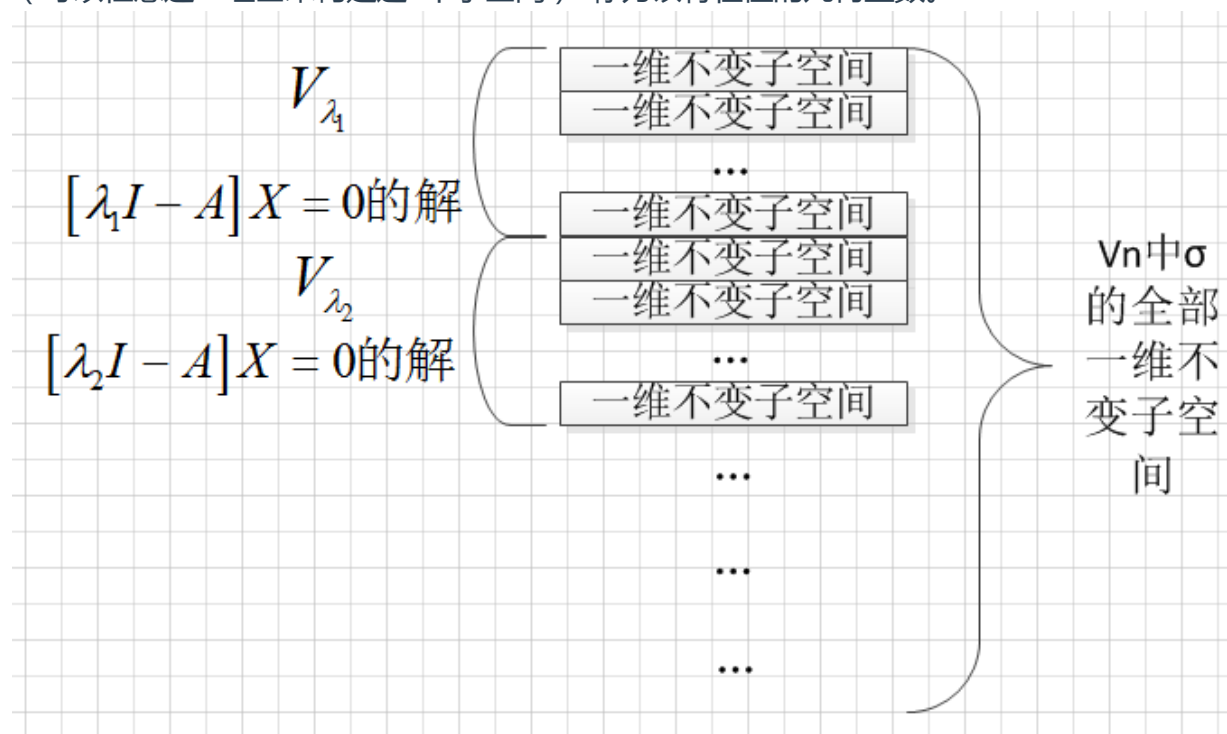 V_{λ₁}
[λ₁I − A] X = 0的解
V_{λ₂}
[λ₂I − A] X = 0的解
一维不变子空间
一维不变子空间
...
一维不变子空间
一维不变子空间
一维不变子空间
...
一维不变子空间
...
...
...
Vn中σ
的全部
一维不
变子空
间